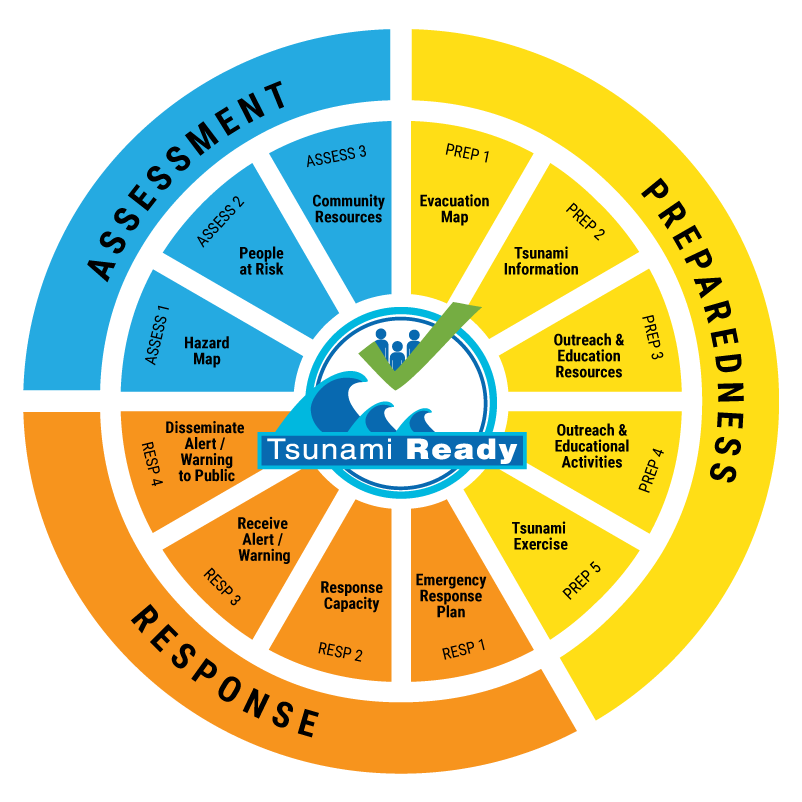 ASSESSMENT
ASSESS 1
Hazard
Map
ASSESS 2
People
at Risk
ASSESS 3
Community
Resources
PREPAREDNESS
PREP 1
Evacuation
Map
PREP 2
Tsunami
Information
PREP 3
Outreach &
Education
Resources
PREP 4
Outreach &
Educational
Activities
PREP 5
Tsunami
Exercise
RESPONSE
RESP 1
Emergency
Response
Plan
RESP 2
Response
Capacity
RESP 3
Receive
Alert /
Warning
RESP 4
Disseminate
Alert /
Warning
to Public
Tsunami Ready